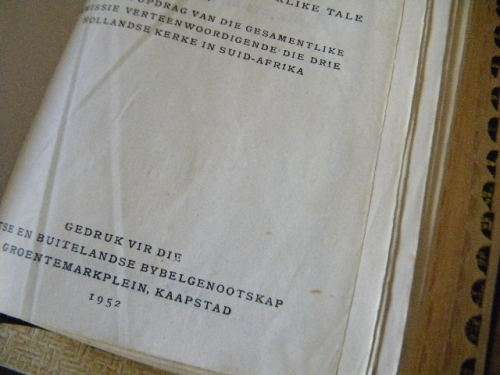 LIKE TALE
OPDRAG VAN DIE GESAMENTLIKE
MISSIE VERTEENWOORDIGENDE DIE DRIE
HOLLANDSE KERKE IN SUID-AFRIKA
GEDRUK VIR DIE
TSE EN BUITELANDSE BYBELGENOOTSKAP
GROENTEMARKPLEIN, KAAPSTAD
1952